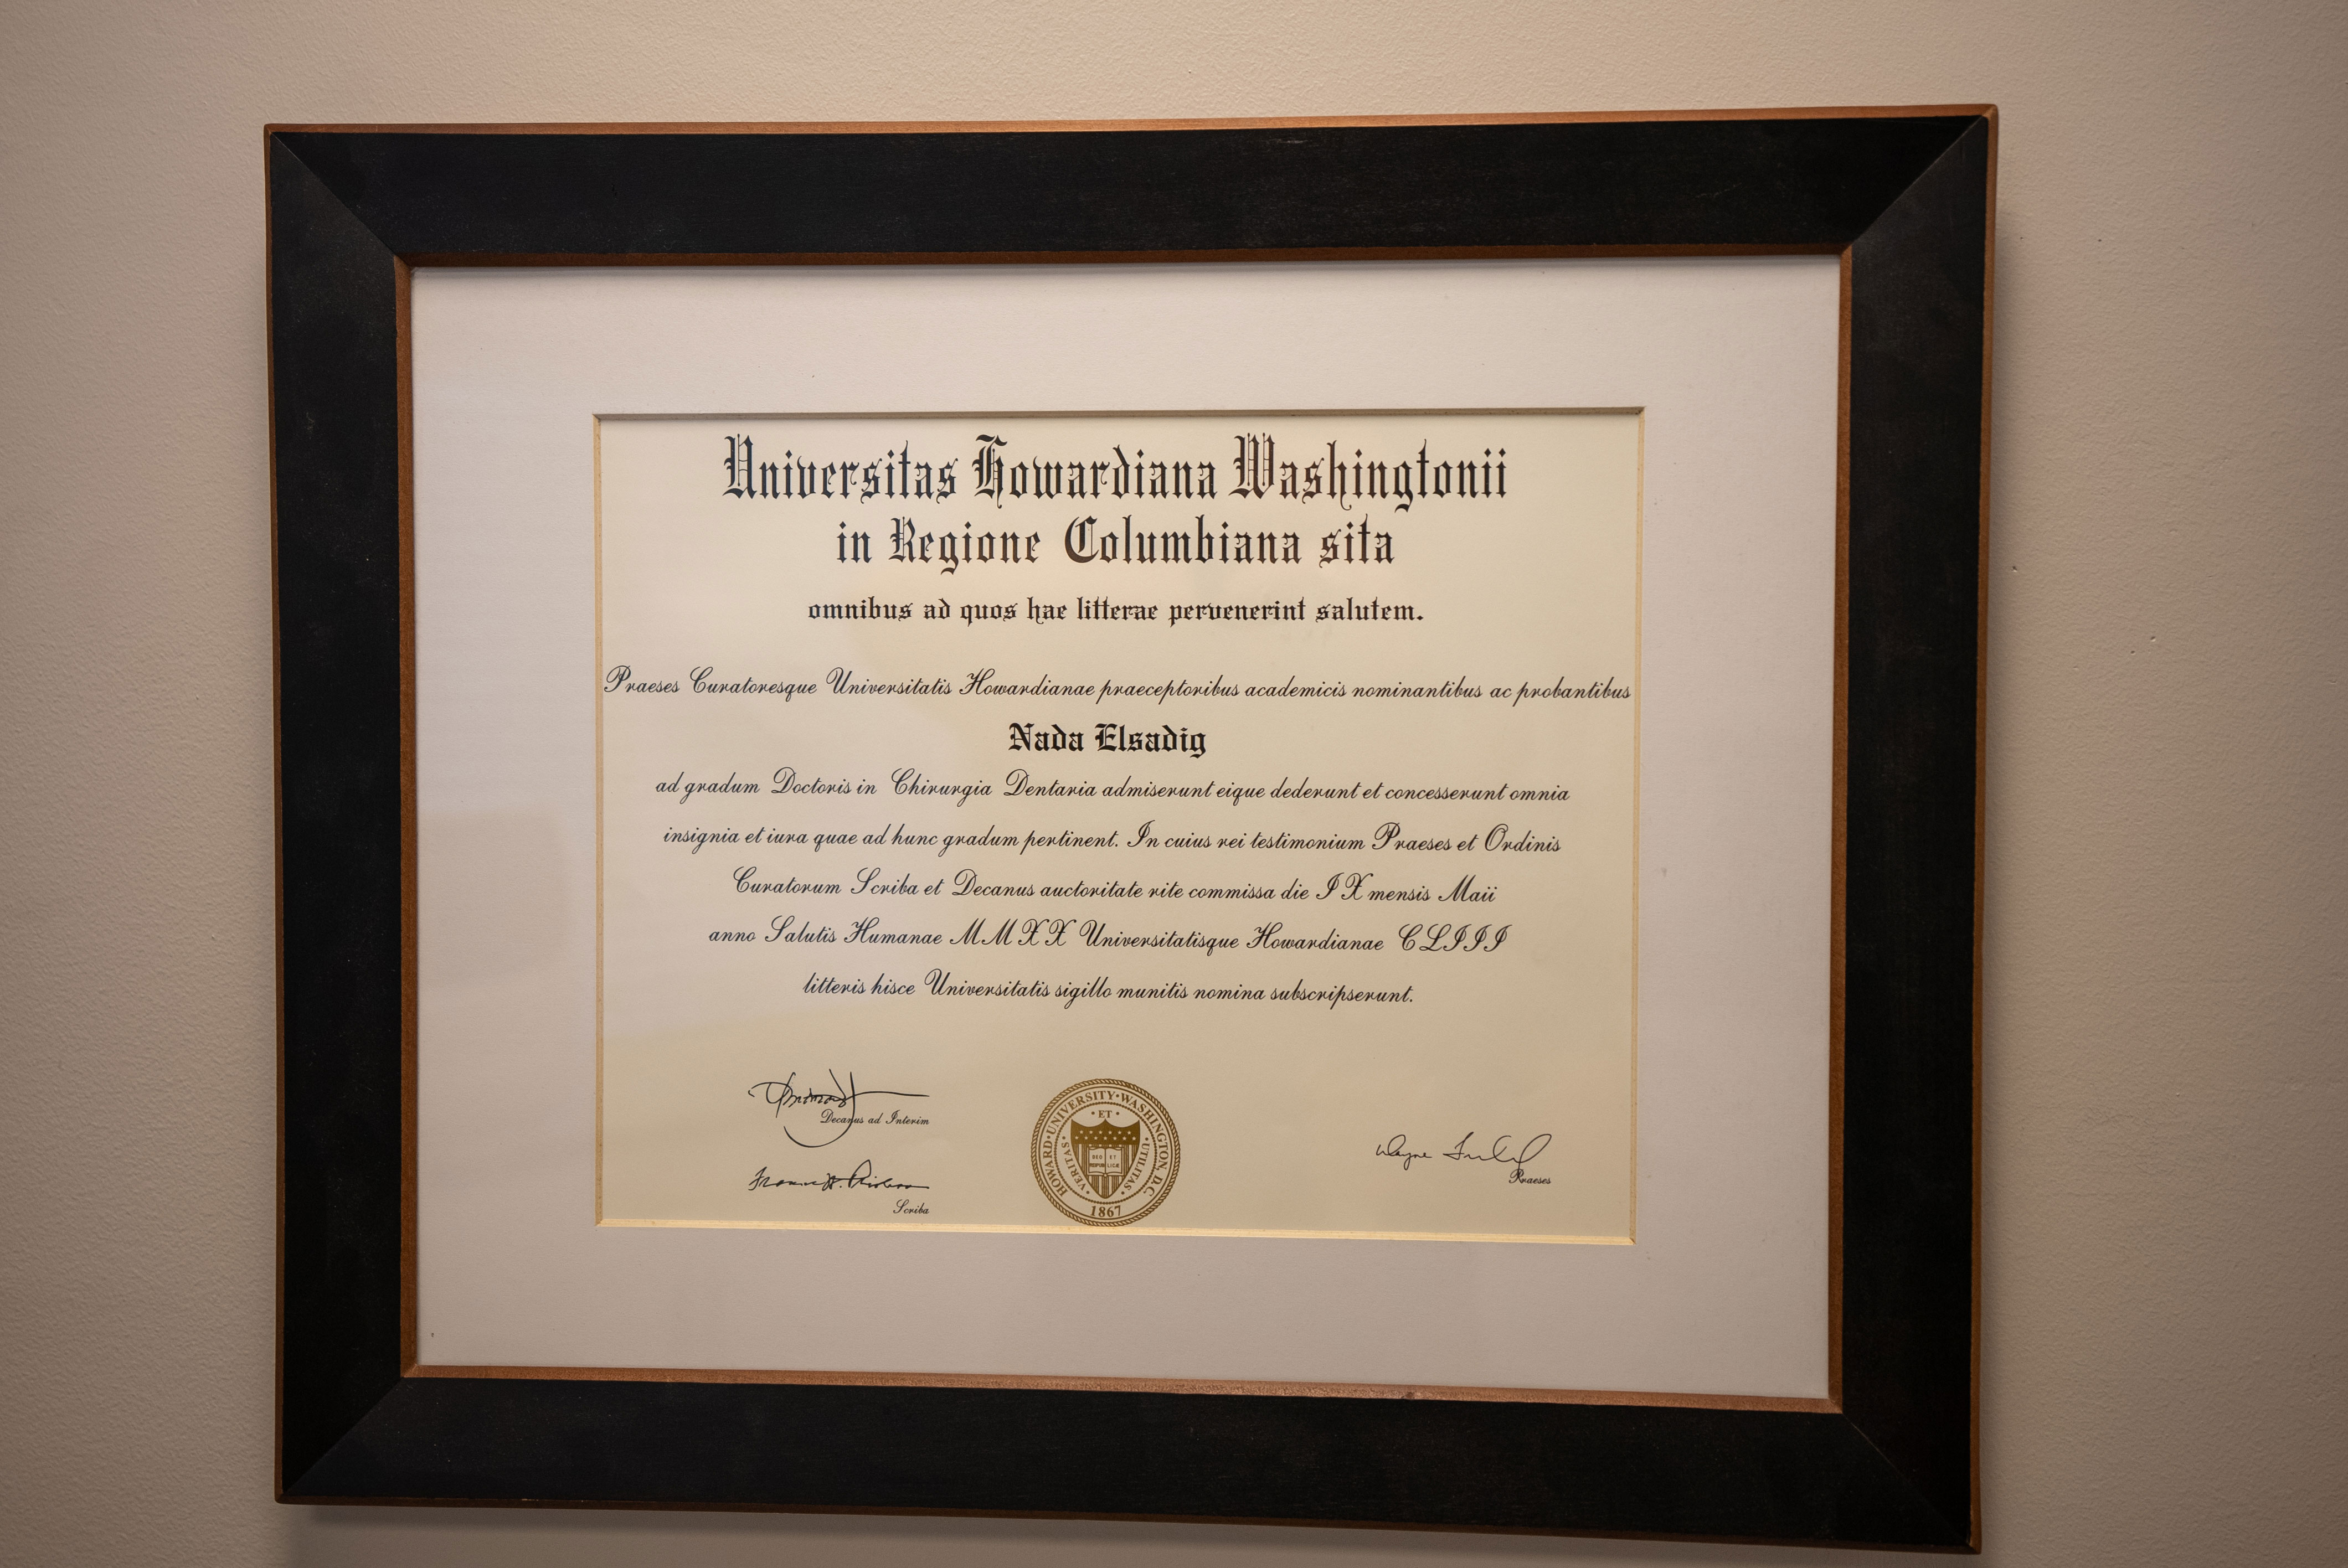 Universitas Howardiana Washingtonii
in Regione Columbiana sita
omnibus ad quos hae litterae pervenerint salutem.
Praeses Curatoresque Universitatis Howardianae praeceptoribus academicis nominantibus ac probantibus
Nada Elsadig
ad gradum Doctoris in Chirurgia Dentaria admiserunt eique dederunt et concesserunt omnia
insignia et iura quae ad hunc gradum pertinent. In cuius rei testimonium Praeses et Ordinis
Curatorum Scriba et Decanus auctoritate rite commissa die IX mensis Maii
anno Salutis Humanae MMXX Universitatisque Howardianae CLIII
litteris hisce Universitatis sigillo munitis nomina subscripserunt.
Decanus ad Interim
Scriba
HOWARD·UNIVERSITY·WASHINGTON, D.C.
VERITAS · ET · UTILITAS
DEO ET
REPUBLICÆ
1867
Wayne
Praeses